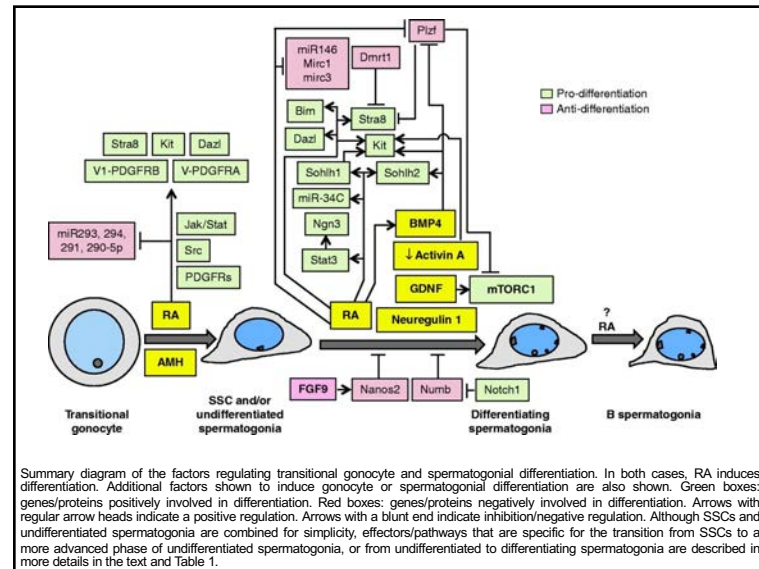 Plzf
miR146
Mirc1
mirc3
Dmrt1
Pro-differentiation
Anti-differentiation
Bim
Stra8
Dazl
Kit
Stra8
Kit
Dazl
V1-PDGFRB
V-PDGFRA
Sohlh1
Sohlh2
miR-34C
Ngn3
BMP4
miR293, 294,
291, 290-5p
Jak/Stat
Src
PDGFRs
Stat3
↓ Activin A
GDNF
mTORC1
RA
RA
Neuregulin 1
?
RA
AMH
Transitional
gonocyte
SSC and/or
undifferentiated
spermatogonia
FGF9
Nanos2
Numb
Notch1
Differentiating
spermatogonia
B spermatogonia
Summary diagram of the factors regulating transitional gonocyte and spermatogonial differentiation. In both cases, RA induces
differentiation. Additional factors shown to induce gonocyte or spermatogonial differentiation are also shown. Green boxes:
genes/proteins positively involved in differentiation. Red boxes: genes/proteins negatively involved in differentiation. Arrows with
regular arrow heads indicate a positive regulation. Arrows with a blunt end indicate inhibition/negative regulation. Although SSCs and
undifferentiated spermatogonia are combined for simplicity, effectors/pathways that are specific for the transition from SSCs to a
more advanced phase of undifferentiated spermatogonia, or from undifferentiated to differentiating spermatogonia are described in
more details in the text and Table 1.